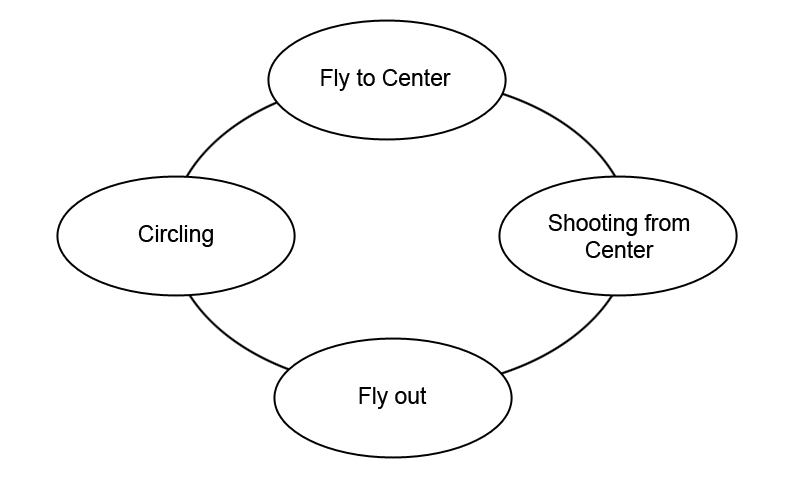 Fly to Center
Circling
Shooting from
Center
Fly out